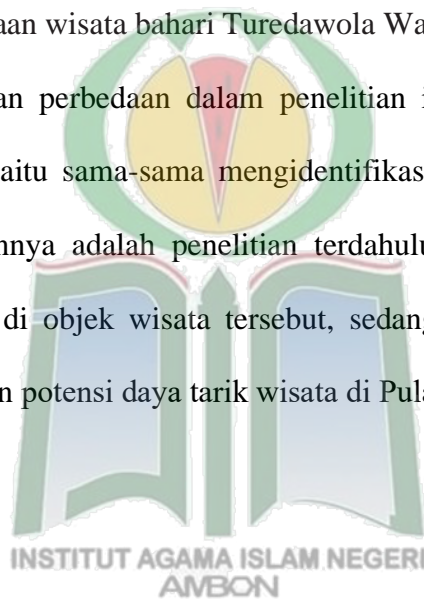 aan wisata bahari Turedawola Wa
an perbedaan dalam penelitian i
aitu sama-sama mengidentifikas
nnya adalah penelitian terdahulu
di objek wisata tersebut, sedang
n potensi daya tarik wisata di Pula
INSTITUT AGAMA ISLAM NEGERI
AMBON